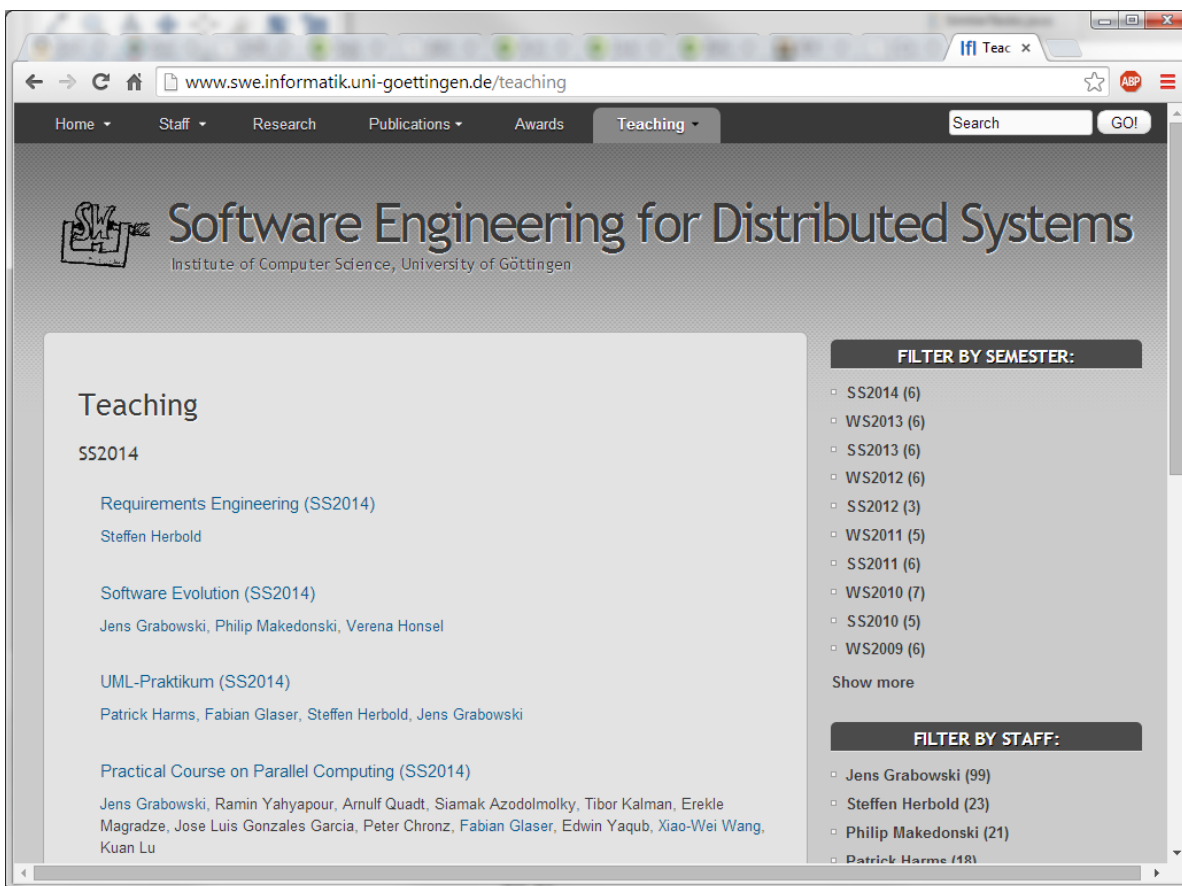 Teac ×
www.swe.informatik.uni-goettingen.de/teaching
ABP
Home Staff Research Publications Awards Teaching Search GO!
Software Engineering for Distributed Systems
Institute of Computer Science, University of Göttingen
Teaching
SS2014
Requirements Engineering (SS2014)
Steffen Herbold
Software Evolution (SS2014)
Jens Grabowski, Philip Makedonski, Verena Honsel
UML-Praktikum (SS2014)
Patrick Harms, Fabian Glaser, Steffen Herbold, Jens Grabowski
Practical Course on Parallel Computing (SS2014)
Jens Grabowski, Ramin Yahyapour, Arnulf Quadt, Siamak Azodolmolky, Tibor Kalman, Erekle
Magradze, Jose Luis Gonzales Garcia, Peter Chronz, Fabian Glaser, Edwin Yaqub, Xiao-Wei Wang,
Kuan Lu
FILTER BY SEMESTER:
SS2014 (6)
WS2013 (6)
SS2013 (6)
WS2012 (6)
SS2012 (3)
WS2011 (5)
SS2011 (6)
WS2010 (7)
SS2010 (5)
WS2009 (6)
Show more
FILTER BY STAFF:
Jens Grabowski (99)
Steffen Herbold (23)
Philip Makedonski (21)
Patrick Harms (18)